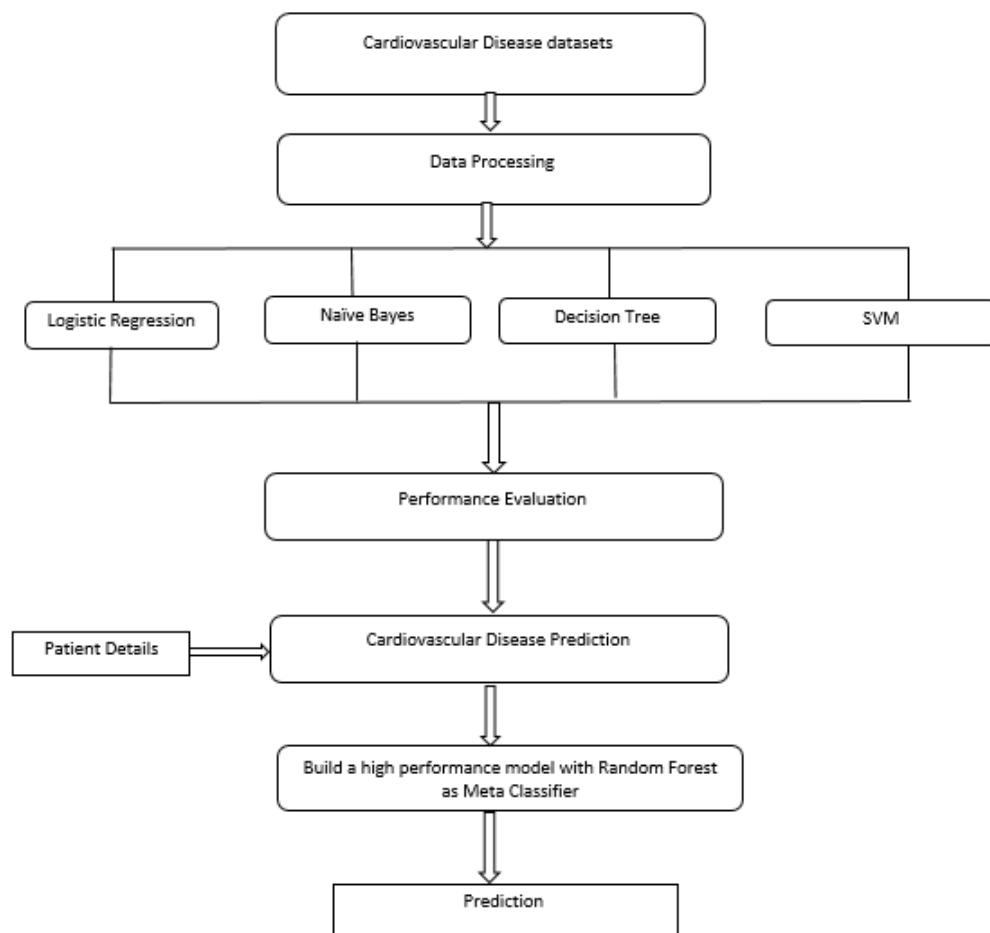 Cardiovascular Disease datasets
Data Processing
Logistic Regression
Naïve Bayes
Decision Tree
SVM
Performance Evaluation
Patient Details
Cardiovascular Disease Prediction
Build a high performance model with Random Forest
as Meta Classifier
Prediction